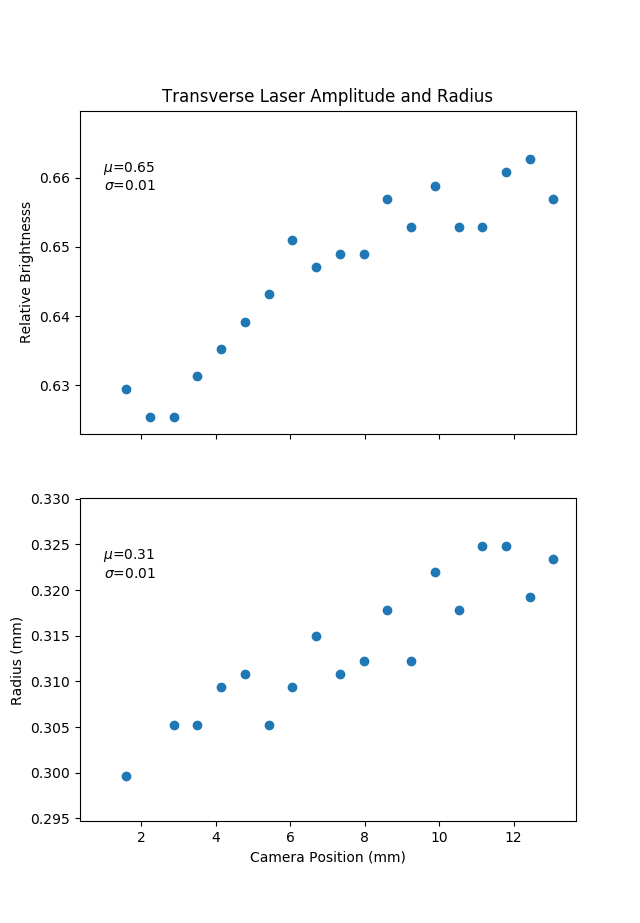 Transverse Laser Amplitude and Radius
μ=0.65
σ=0.01
0.66
0.65
0.64
0.63
Relative Brightnesss
0.330
0.325
0.320
0.315
0.310
0.305
0.300
0.295
μ=0.31
σ=0.01
Radius (mm)
2 4 6 8 10 12
Camera Position (mm)